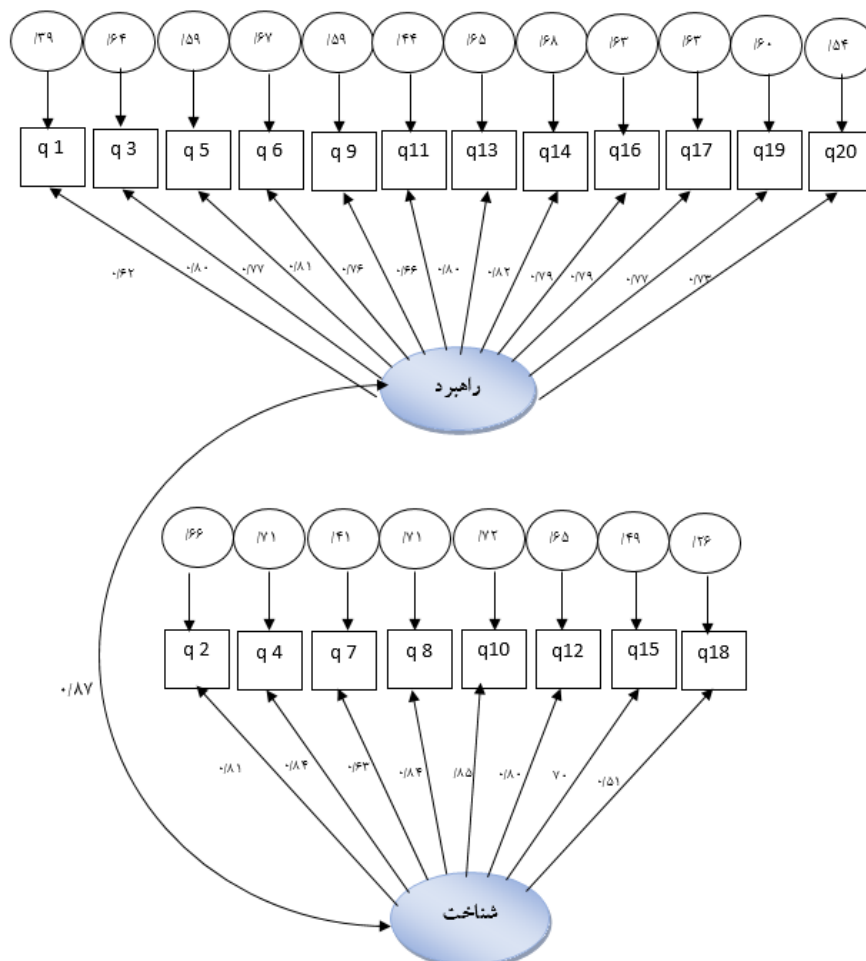 /۳۹ /۶۴ /۵۹ /۶۷ /۵۹ /۴۴ /۶۵ /۶۸ /۶۳ /۶۳ /۶۰ /۵۴
q 1 q 3 q 5 q 6 q 9 q11 q13 q14 q16 q17 q19 q20
۰/۶۲ ۰/۸۰ ۰/۷۷ ۰/۸۱ ۰/۷۶ ۰/۶۶ ۰/۸۰ ۰/۸۲ ۰/۷۹ ۰/۷۹ ۰/۷۷ ۰/۷۳
راهبرد
/۶۶ /۷۱ /۴۱ /۷۱ /۷۲ /۶۵ /۴۹ /۲۶
q 2 q 4 q 7 q 8 q10 q12 q15 q18
۰/۸۷
۰/۸۱ ۰/۸۴ ۰/۶۳ ۰/۸۴ /۸۵ ۰/۸۰ ۷۰ ۰/۵۱
شناخت